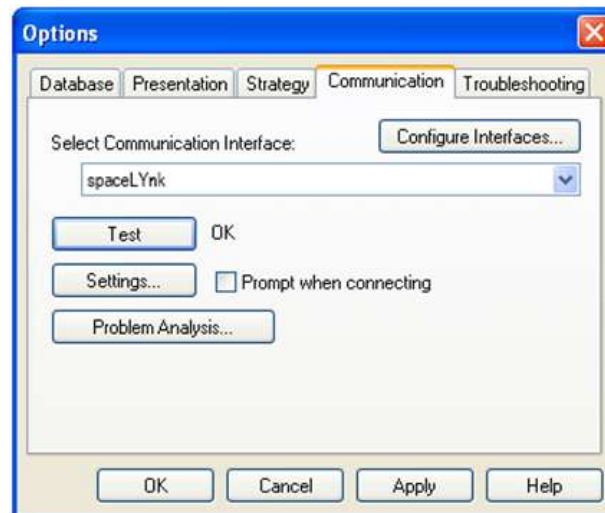 Options
Database Presentation Strategy Communication Troubleshooting
Select Communication Interface: Configure Interfaces...
spaceLYnk
Test OK
Settings... Prompt when connecting
Problem Analysis...
OK Cancel Apply Help